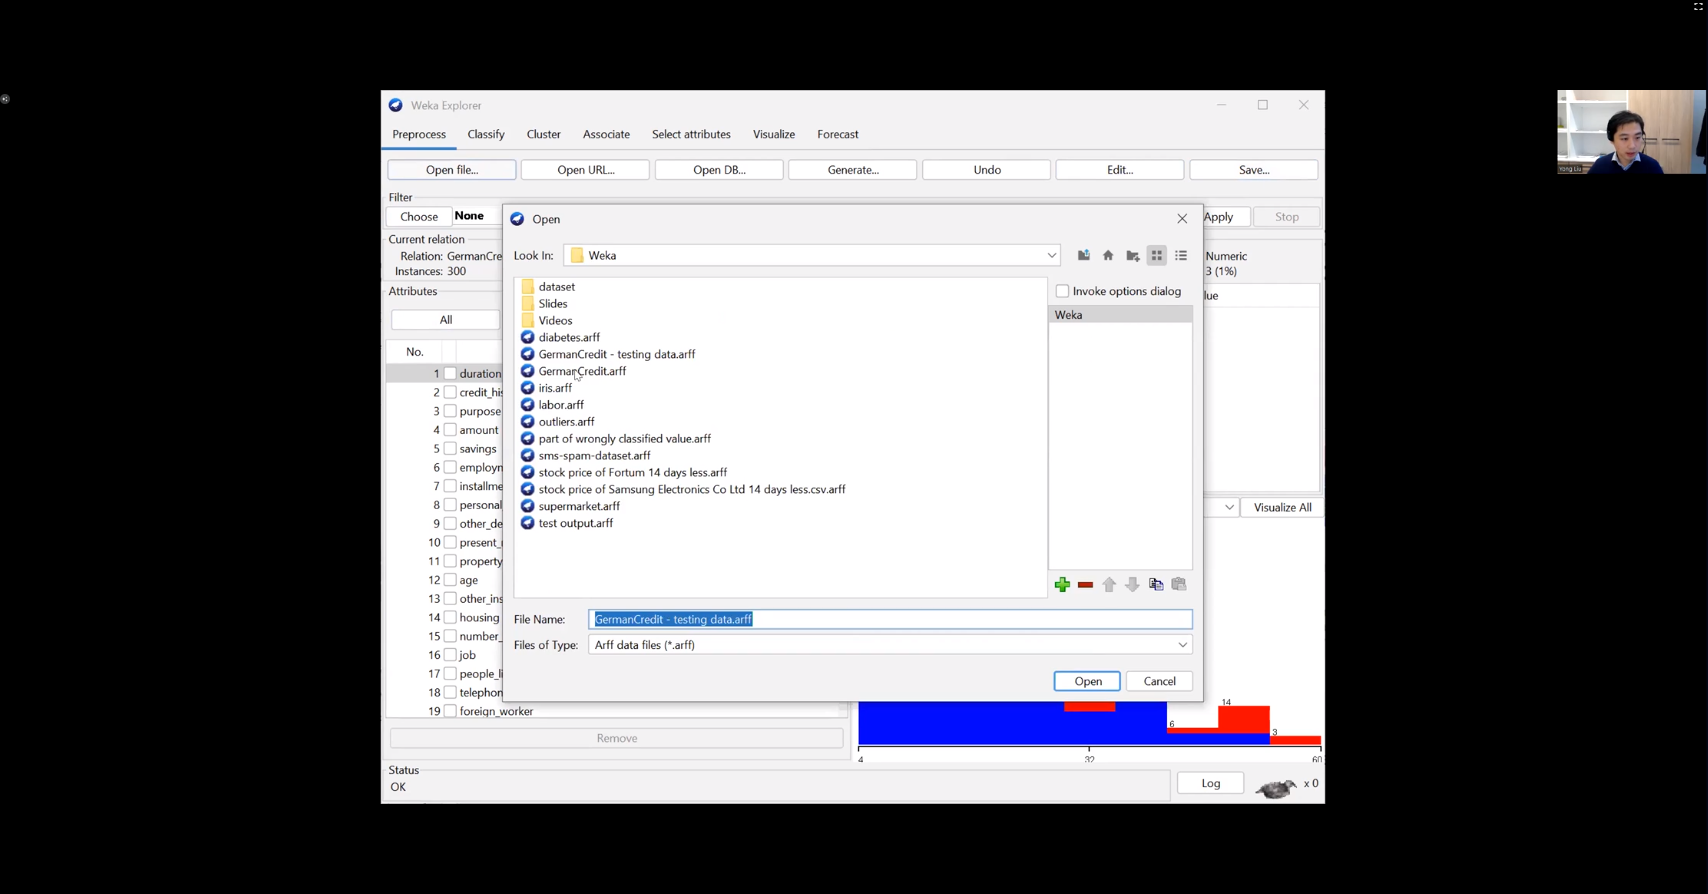 Weka Explorer
Preprocess Classify Cluster Associate Select attributes Visualize Forecast
Open file... Open URL... Open DB... Generate... Undo Edit... Save...
Filter
Choose None Apply Stop
Current relation
Relation: GermanCre
Instances: 300
Numeric
3 (1%)
Attributes
All
No.
1 duration
2 credit_his
3 purpose
4 amount
5 savings
6 employm
7 installme
8 personal
9 other_de
10 present_r
11 property
12 age
13 other_ins
14 housing
15 number_
16 job
17 people_li
18 telephon
19 foreign_worker
Remove
Status
OK
Log
x 0
lue
Visualize All
14
6
3
4 32 60
Open
Look In: Weka
dataset
Slides
Videos
diabetes.arff
GermanCredit - testing data.arff
GermanCredit.arff
iris.arff
labor.arff
outliers.arff
part of wrongly classified value.arff
sms-spam-dataset.arff
stock price of Fortum 14 days less.arff
stock price of Samsung Electronics Co Ltd 14 days less.csv.arff
supermarket.arff
test output.arff
Invoke options dialog
Weka
File Name: GermanCredit - testing data.arff
Files of Type: Arff data files (*.arff)
Open Cancel
Yong Liu